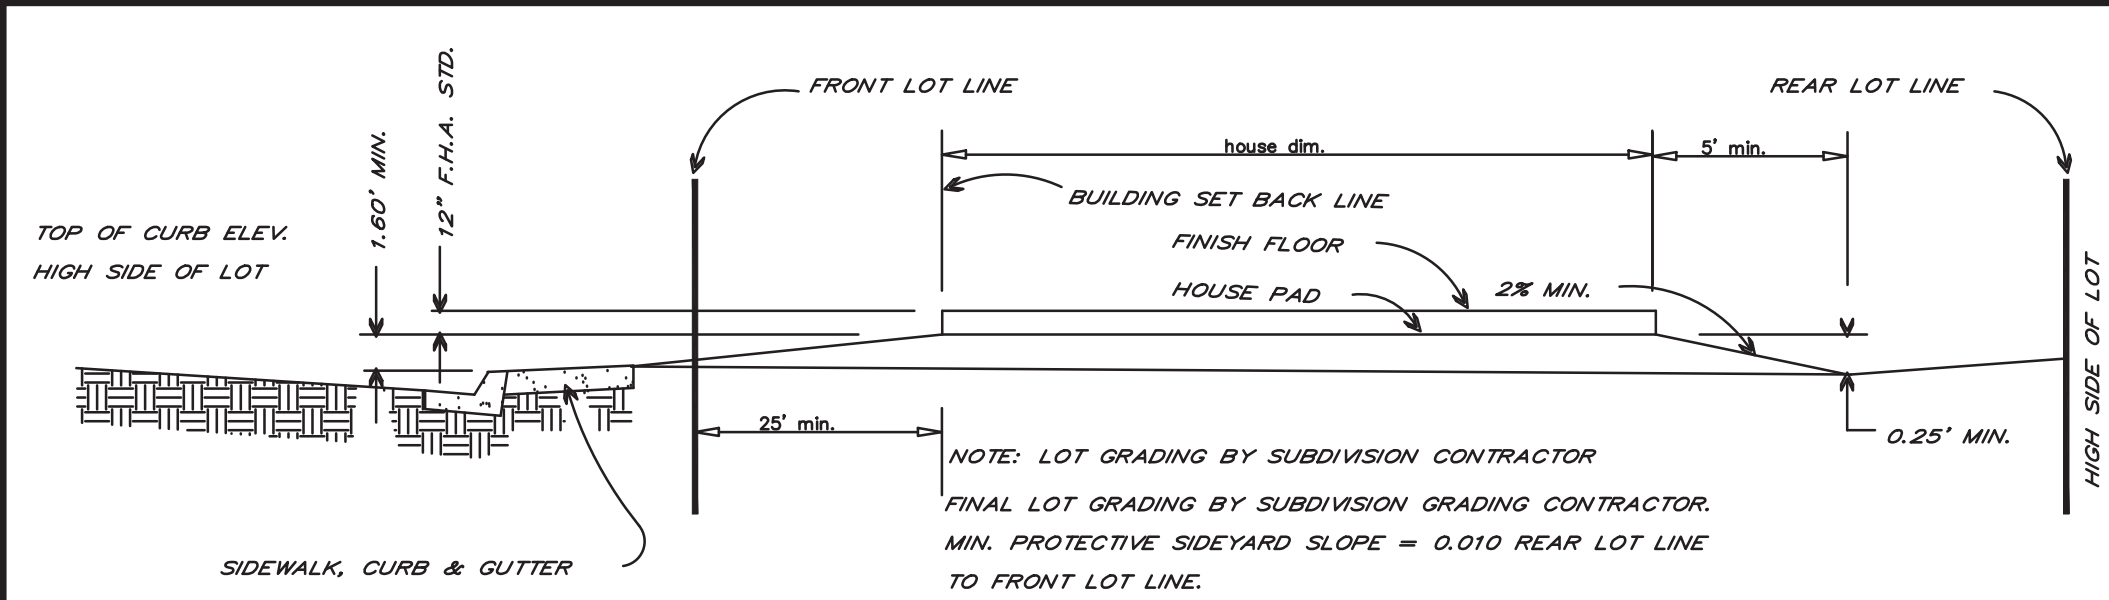 12" F.H.A. STD.
1.60' MIN.
FRONT LOT LINE
REAR LOT LINE
house dim.
5' min.
BUILDING SET BACK LINE
TOP OF CURB ELEV.
HIGH SIDE OF LOT
FINISH FLOOR
HOUSE PAD
2% MIN.
HIGH SIDE OF LOT
25' min.
0.25' MIN.
NOTE: LOT GRADING BY SUBDIVISION CONTRACTOR
FINAL LOT GRADING BY SUBDIVISION GRADING CONTRACTOR.
MIN. PROTECTIVE SIDEYARD SLOPE = 0.010 REAR LOT LINE
TO FRONT LOT LINE.
SIDEWALK, CURB & GUTTER